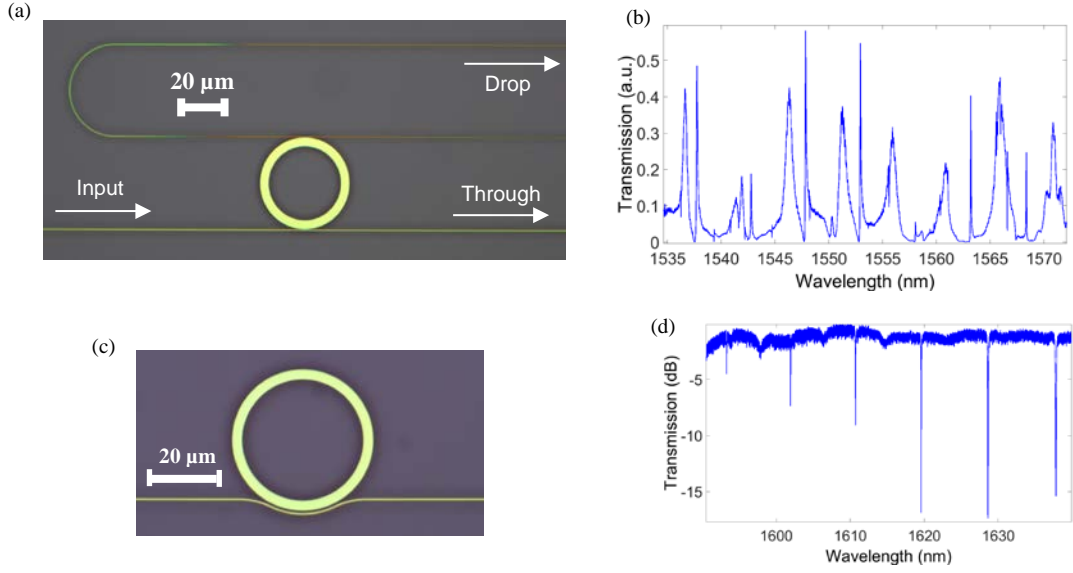 (a)
20 µm
Drop
Input
Through
(b)
Transmission (a.u.)
0.5
0.4
0.3
0.2
0.1
0
1535 1540 1545 1550 1555 1560 1565 1570
Wavelength (nm)
(c)
20 µm
(d)
Transmission (dB)
-5
-10
-15
1600 1610 1620 1630
Wavelength (nm)